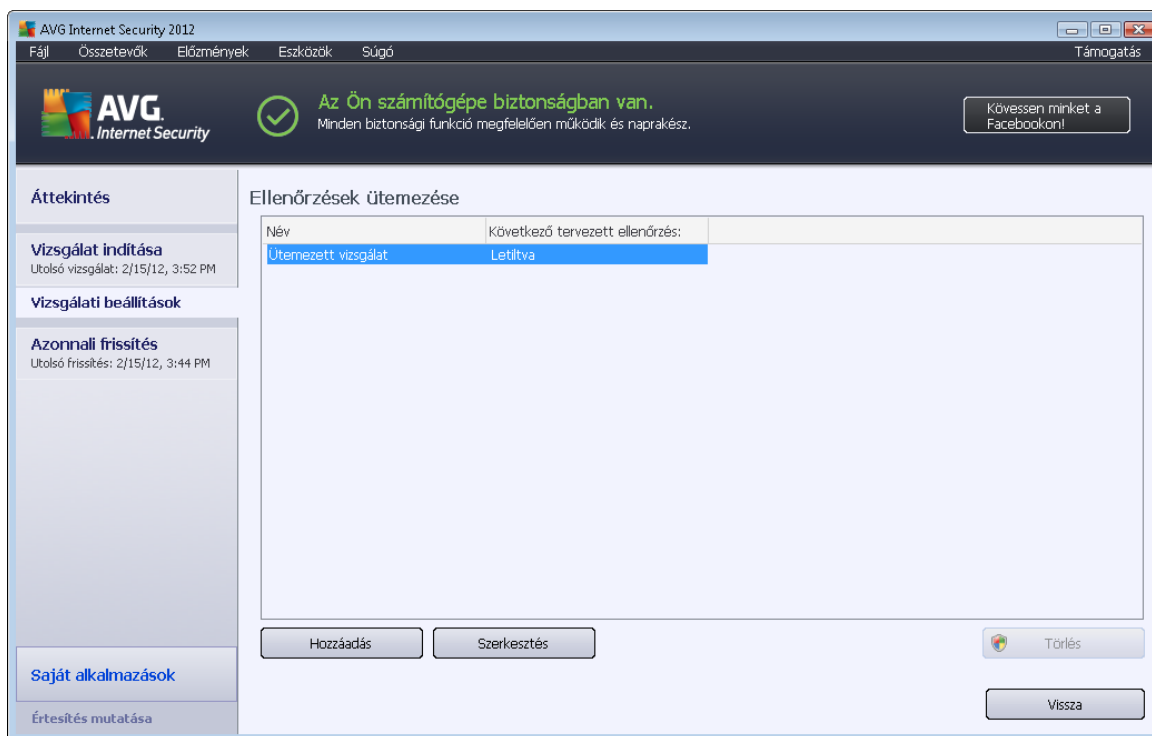 AVG Internet Security 2012
Fájl Összetevők Előzmények Eszközök Súgó Támogatás
AVG.
Internet Security
Az Ön számítógépe biztonságban van.
Minden biztonsági funkció megfelelően működik és naprakész.
Kövessen minket a
Facebookon!
Áttekintés
Vizsgálat indítása
Utolsó vizsgálat: 2/15/12, 3:52 PM
Vizsgálati beállítások
Azonnali frissítés
Utolsó frissítés: 2/15/12, 3:44 PM
Saját alkalmazások
Értesítés mutatása
Ellenőrzések ütemezése
Név Következő tervezett ellenőrzés:
Ütemezett vizsgálat Letiltva
Hozzáadás Szerkesztés Törlés
Vissza